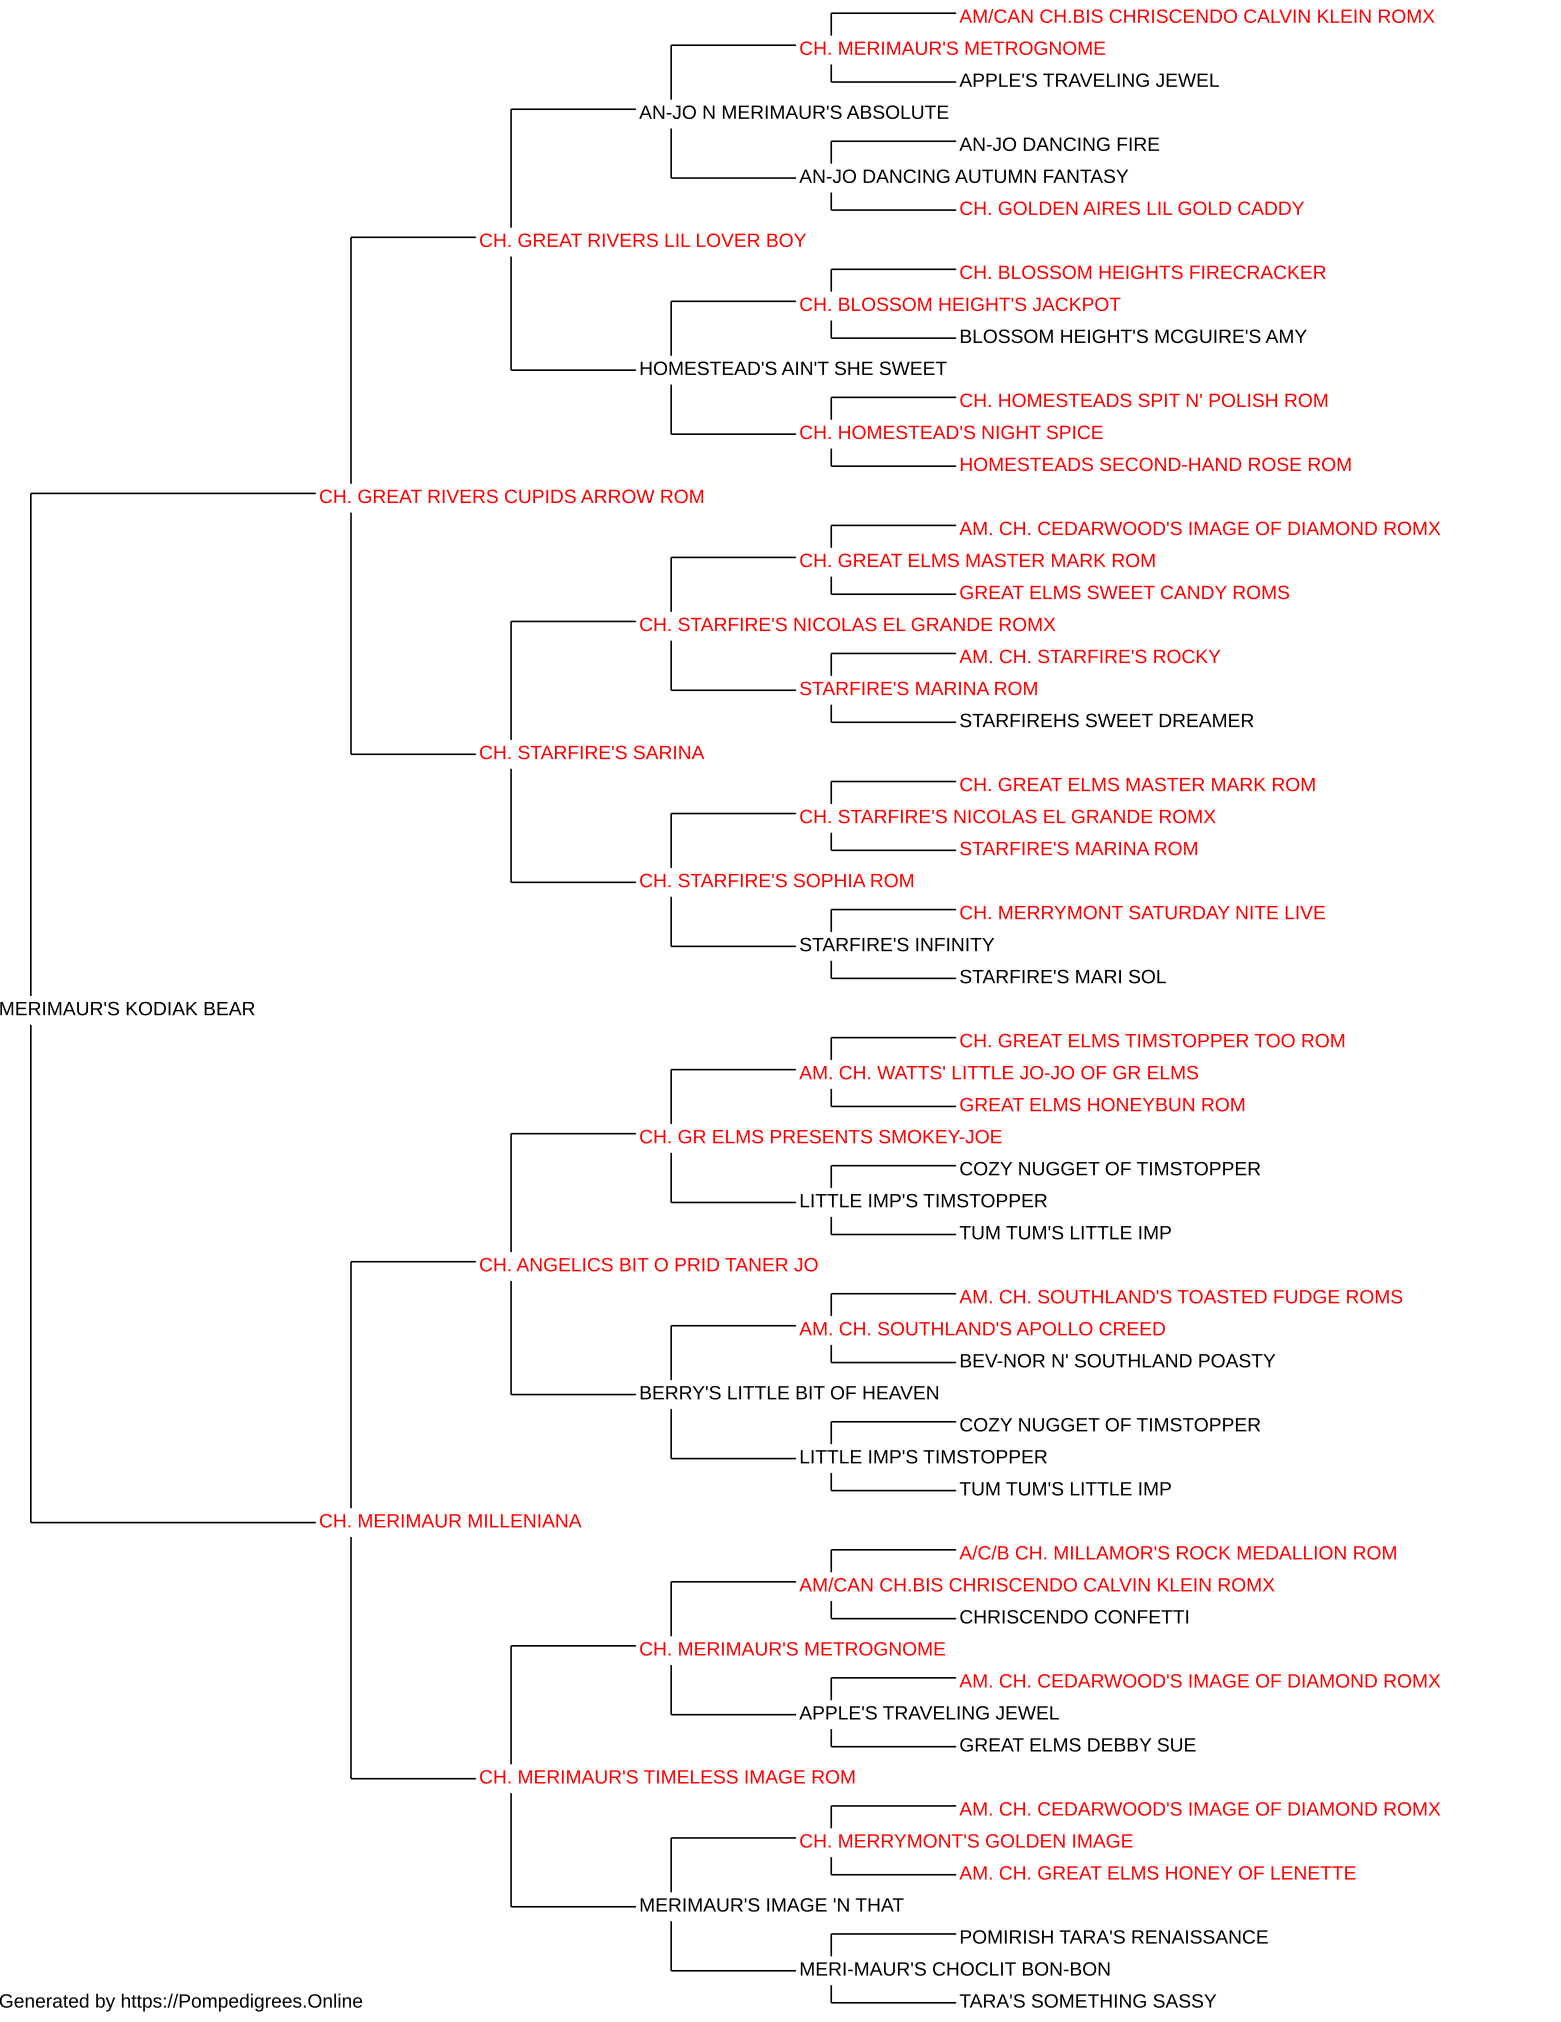 AM/CAN CH.BIS CHRISCENDO CALVIN KLEIN ROMX
CH. MERIMAUR'S METROGNOME
APPLE'S TRAVELING JEWEL
AN-JO N MERIMAUR'S ABSOLUTE
AN-JO DANCING FIRE
AN-JO DANCING AUTUMN FANTASY
CH. GOLDEN AIRES LIL GOLD CADDY
CH. GREAT RIVERS LIL LOVER BOY
CH. BLOSSOM HEIGHTS FIRECRACKER
CH. BLOSSOM HEIGHT'S JACKPOT
BLOSSOM HEIGHT'S MCGUIRE'S AMY
HOMESTEAD'S AIN'T SHE SWEET
CH. HOMESTEADS SPIT N' POLISH ROM
CH. HOMESTEAD'S NIGHT SPICE
HOMESTEADS SECOND-HAND ROSE ROM
CH. GREAT RIVERS CUPIDS ARROW ROM
AM. CH. CEDARWOOD'S IMAGE OF DIAMOND ROMX
CH. GREAT ELMS MASTER MARK ROM
GREAT ELMS SWEET CANDY ROMS
CH. STARFIRE'S NICOLAS EL GRANDE ROMX
AM. CH. STARFIRE'S ROCKY
STARFIRE'S MARINA ROM
STARFIREHS SWEET DREAMER
CH. STARFIRE'S SARINA
CH. GREAT ELMS MASTER MARK ROM
CH. STARFIRE'S NICOLAS EL GRANDE ROMX
STARFIRE'S MARINA ROM
CH. STARFIRE'S SOPHIA ROM
CH. MERRYMONT SATURDAY NITE LIVE
STARFIRE'S INFINITY
STARFIRE'S MARI SOL
MERIMAUR'S KODIAK BEAR
CH. GREAT ELMS TIMSTOPPER TOO ROM
AM. CH. WATTS' LITTLE JO-JO OF GR ELMS
GREAT ELMS HONEYBUN ROM
CH. GR ELMS PRESENTS SMOKEY-JOE
COZY NUGGET OF TIMSTOPPER
LITTLE IMP'S TIMSTOPPER
TUM TUM'S LITTLE IMP
CH. ANGELICS BIT O PRID TANER JO
AM. CH. SOUTHLAND'S TOASTED FUDGE ROMS
AM. CH. SOUTHLAND'S APOLLO CREED
BEV-NOR N' SOUTHLAND POASTY
BERRY'S LITTLE BIT OF HEAVEN
COZY NUGGET OF TIMSTOPPER
LITTLE IMP'S TIMSTOPPER
TUM TUM'S LITTLE IMP
CH. MERIMAUR MILLENIANA
A/C/B CH. MILLAMOR'S ROCK MEDALLION ROM
AM/CAN CH.BIS CHRISCENDO CALVIN KLEIN ROMX
CHRISCENDO CONFETTI
CH. MERIMAUR'S METROGNOME
AM. CH. CEDARWOOD'S IMAGE OF DIAMOND ROMX
APPLE'S TRAVELING JEWEL
GREAT ELMS DEBBY SUE
CH. MERIMAUR'S TIMELESS IMAGE ROM
AM. CH. CEDARWOOD'S IMAGE OF DIAMOND ROMX
CH. MERRYMONT'S GOLDEN IMAGE
AM. CH. GREAT ELMS HONEY OF LENETTE
MERIMAUR'S IMAGE 'N THAT
POMIRISH TARA'S RENAISSANCE
MERI-MAUR'S CHOCLIT BON-BON
TARA'S SOMETHING SASSY
Generated by https://Pompedigrees.Online